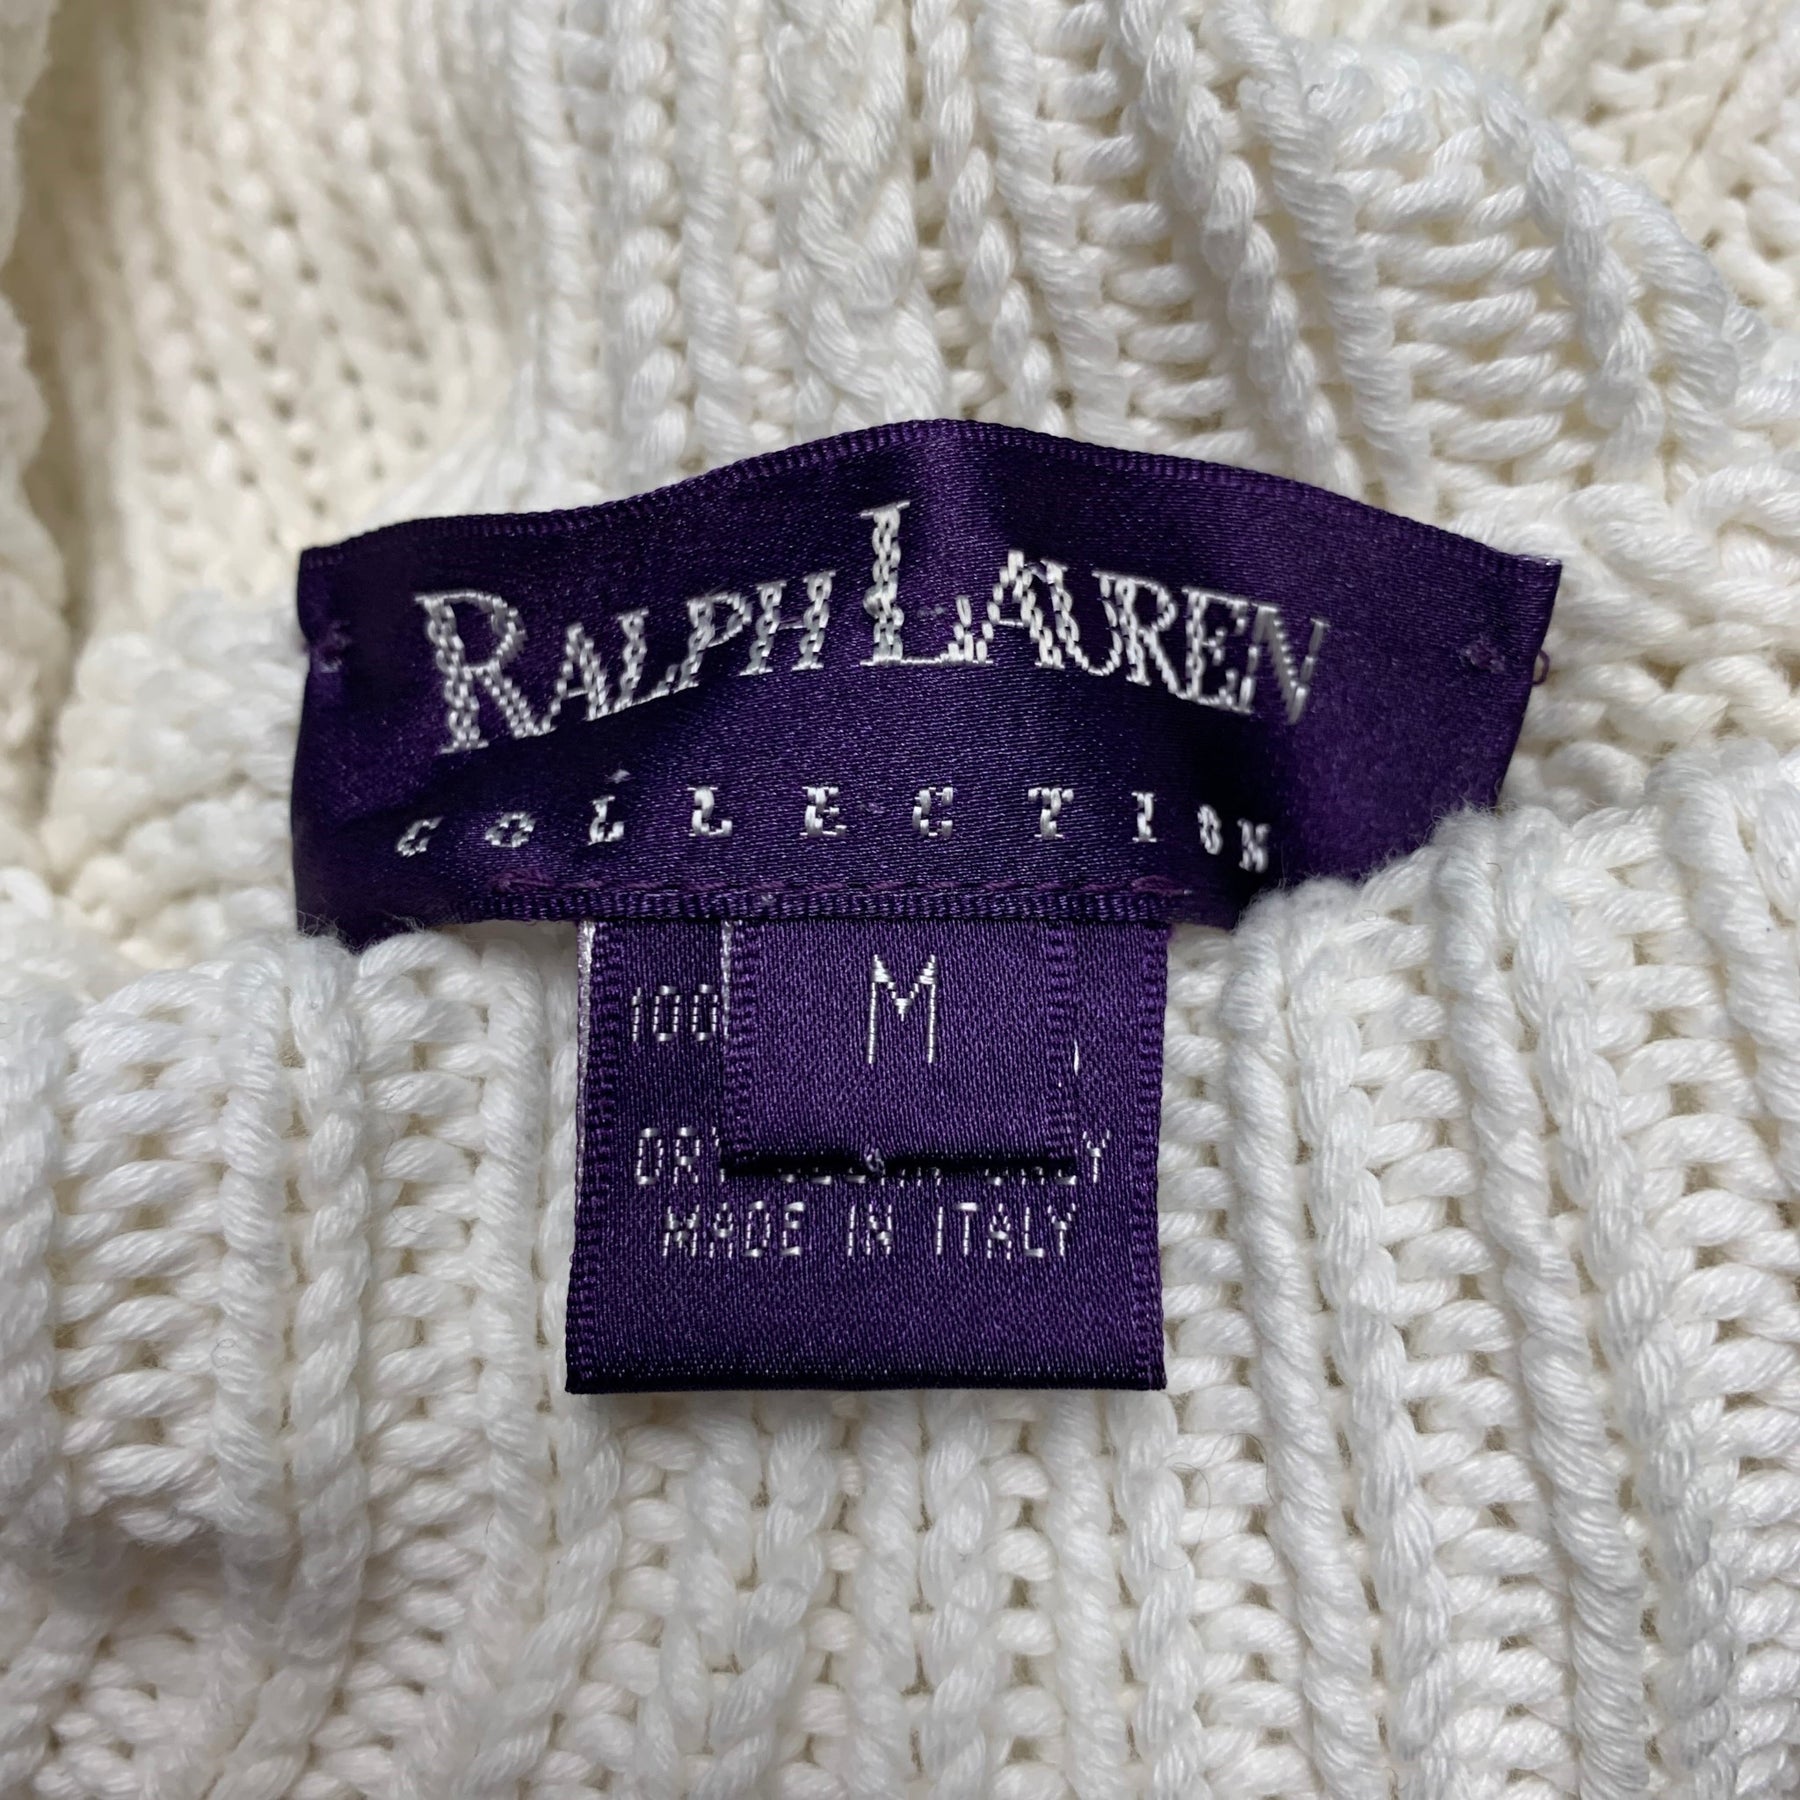 RALPH LAUREN
COLLECTION
M
100
MADE IN ITALY